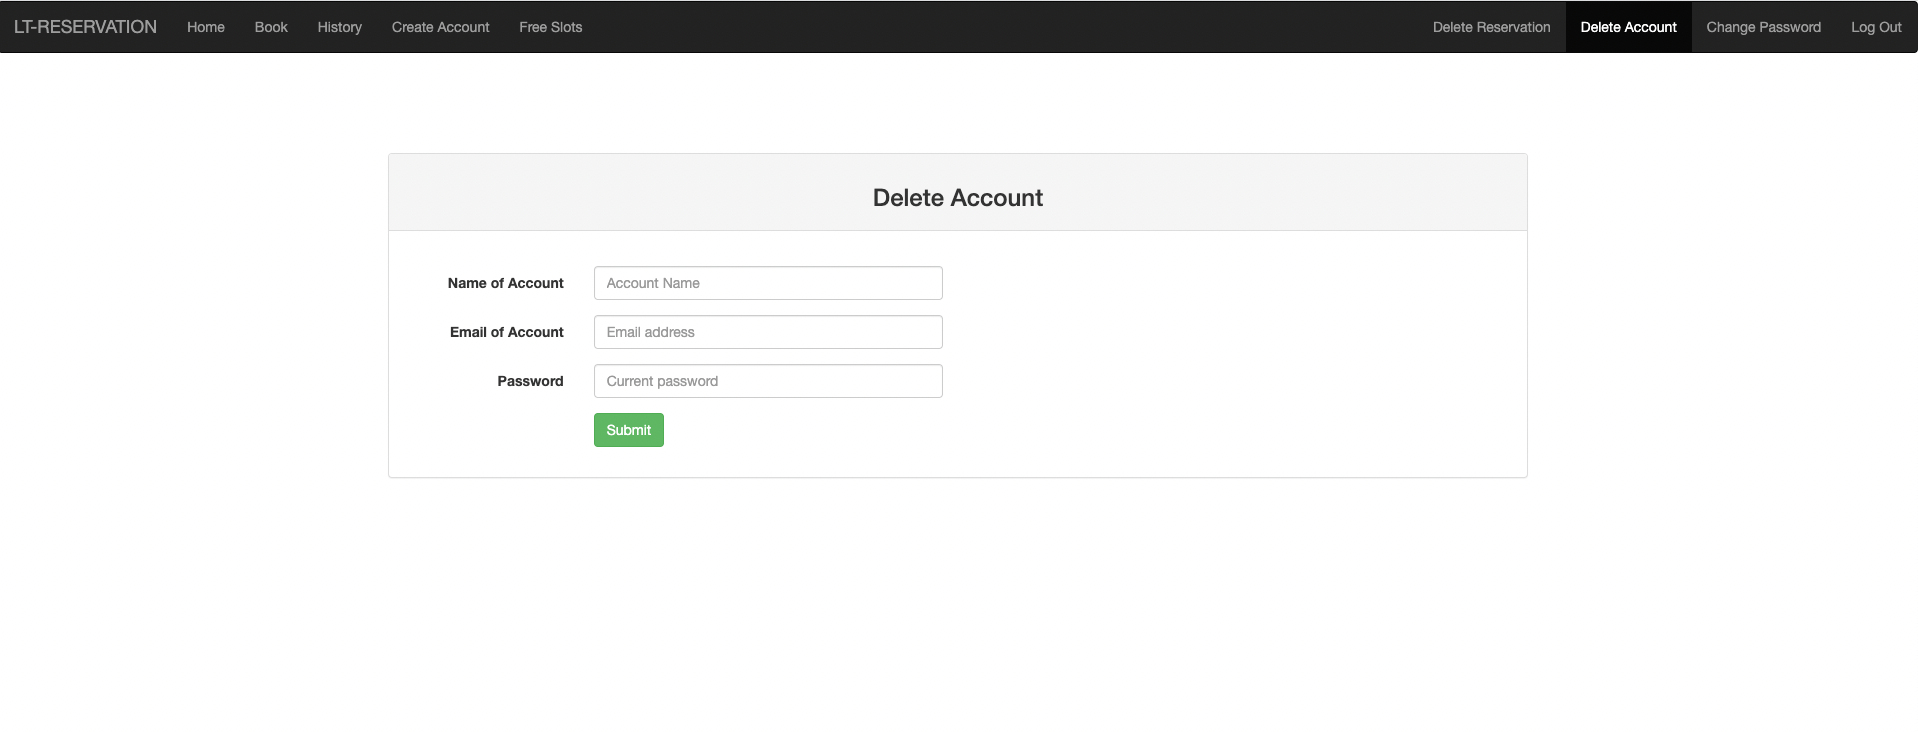 LT-RESERVATION Home Book History Create Account Free Slots Delete Reservation Delete Account Change Password Log Out
Delete Account
Name of Account Account Name
Email of Account Email address
Password Current password
Submit